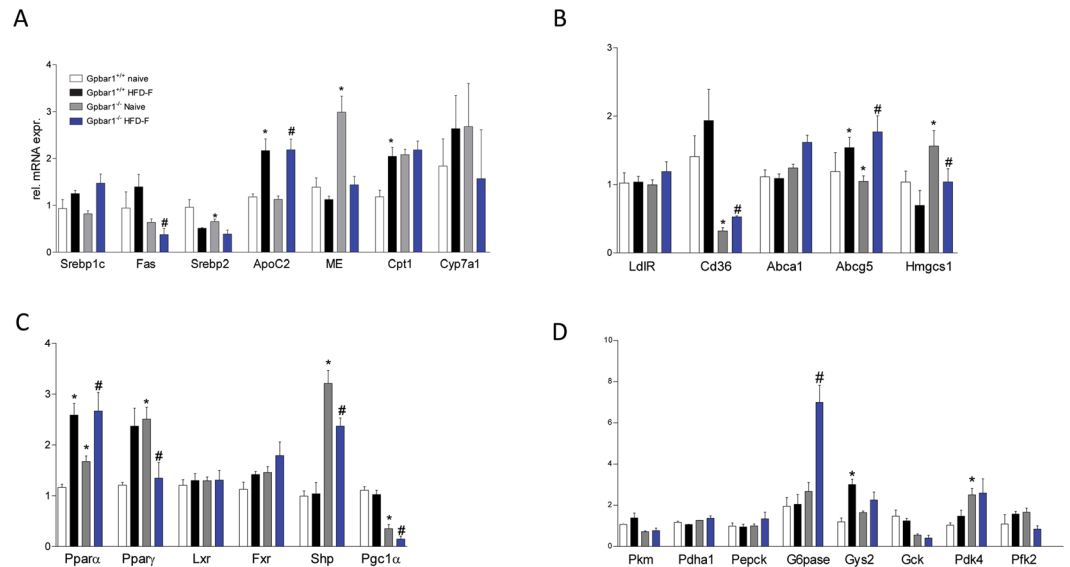 A
rel. mRNA expr.
4
3
2
1
0
Gpbar1+/+ naive
Gpbar1+/+ HFD-F
Gpbar1-/- Naive
Gpbar1-/- HFD-F
# * * # * *
Srebp1c Fas Srebp2 ApoC2 ME Cpt1 Cyp7a1
B
3
2
1
0
* # * * # * #
LdlR Cd36 Abca1 Abcg5 Hmgcs1
C
4
3
2
1
0
* * # * # * # * #
Pparα Pparγ Lxr Fxr Shp Pgc1α
D
10
8
6
4
2
0
# * *
Pkm Pdha1 Pepck G6pase Gys2 Gck Pdk4 Pfk2